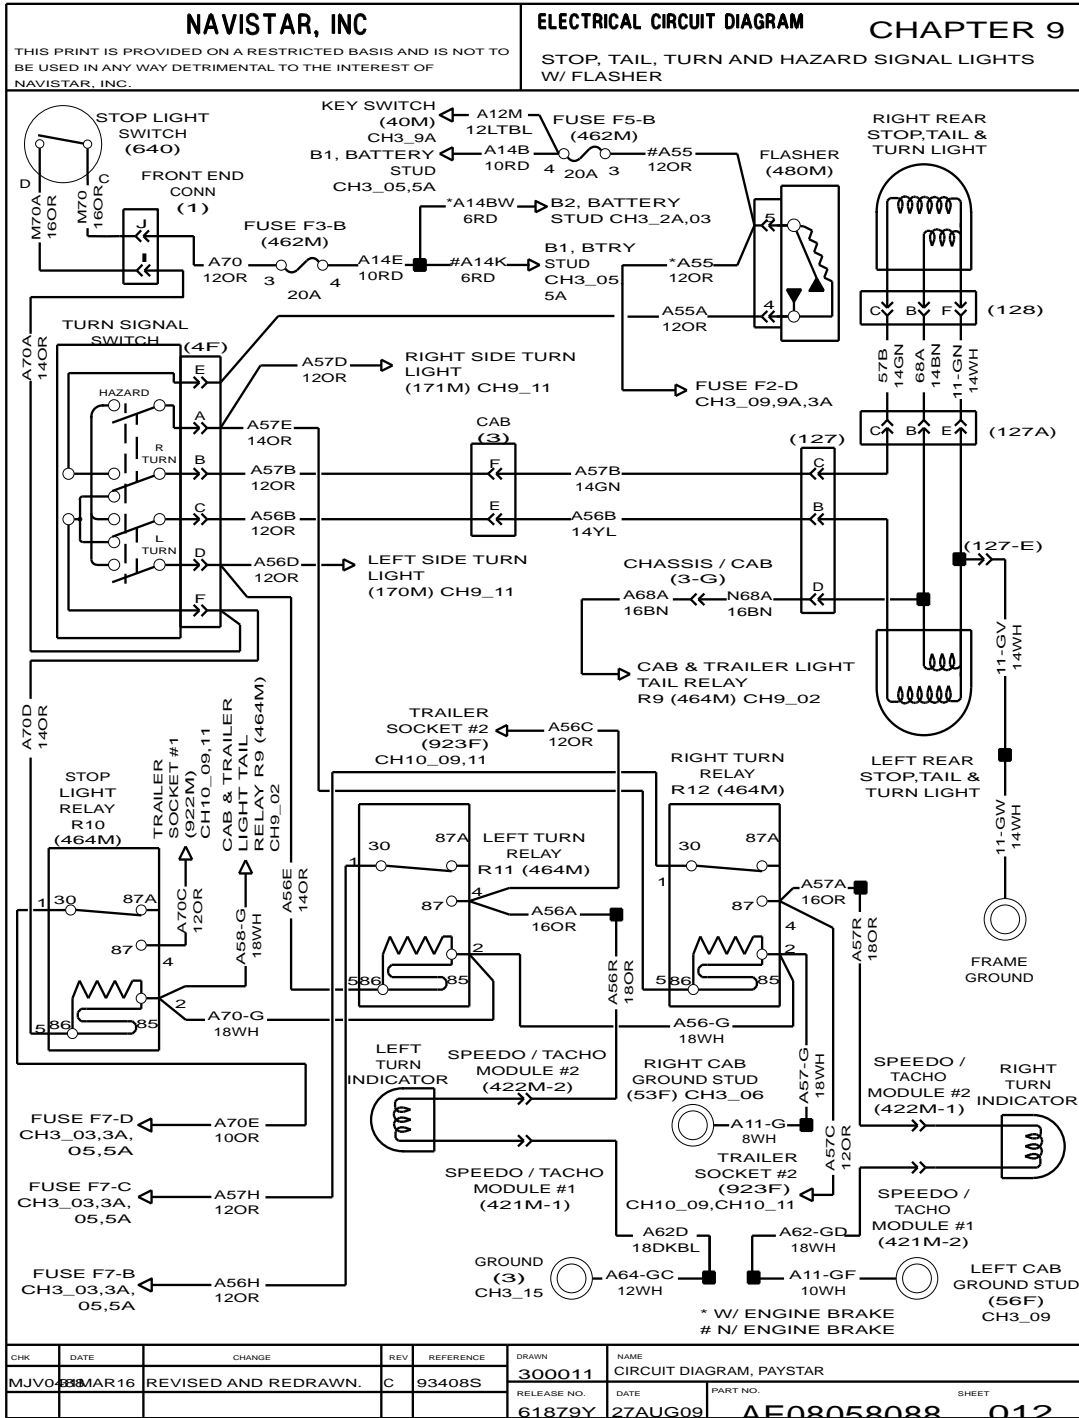 NAVISTAR, INC
THIS PRINT IS PROVIDED ON A RESTRICTED BASIS AND IS NOT TO
BE USED IN ANY WAY DETRIMENTAL TO THE INTEREST OF
NAVISTAR, INC.
ELECTRICAL CIRCUIT DIAGRAM
CHAPTER 9
STOP, TAIL, TURN AND HAZARD SIGNAL LIGHTS
W/ FLASHER
STOP LIGHT
SWITCH
(640)
D
C
M70A
16OR
M70
16OR
FRONT END
CONN
(1)
J
I
KEY SWITCH
(40M)
CH3_9A
A12M
12LTBL
B1, BATTERY
STUD
CH3_05,5A
A14B
10RD
FUSE F5-B
(462M)
4
20A
3
#A55
12OR
FLASHER
(480M)
5
4
RIGHT REAR
STOP,TAIL &
TURN LIGHT
FUSE F3-B
(462M)
A70
12OR
3
20A
4
A14E
10RD
*A14BW
6RD
B2, BATTERY
STUD CH3_2A,03
#A14K
6RD
B1, BTRY
STUD
CH3_05
5A
*A55
12OR
A55A
12OR
FUSE F2-D
CH3_09,9A,3A
C
B
F
(128)
57B
14GN
68A
14BN
11-GN
14WH
C
B
E
(127A)
A70A
14OR
TURN SIGNAL
SWITCH
(4F)
HAZARD
R
TURN
L
TURN
E
A
B
C
D
F
A57D
12OR
RIGHT SIDE TURN
LIGHT
(171M) CH9_11
A57E
14OR
A57B
12OR
A56B
12OR
A56D
12OR
LEFT SIDE TURN
LIGHT
(170M) CH9_11
CAB
(3)
F
E
A57B
14GN
A56B
14YL
(127)
C
B
D
(127-E)
CHASSIS / CAB
(3-G)
A68A
16BN
N68A
16BN
CAB & TRAILER LIGHT
TAIL RELAY
R9 (464M) CH9_02
11-GV
14WH
11-GW
14WH
LEFT REAR
STOP,TAIL &
TURN LIGHT
FRAME
GROUND
A70D
14OR
STOP
LIGHT
RELAY
R10
(464M)
TRAILER
SOCKET #1
(922M)
CH10_09,11
CAB & TRAILER
LIGHT TAIL
RELAY R9 (464M)
CH9_02
A70C
12OR
A58-G
18WH
A56E
14OR
1
30
87A
87
4
2
5
86
85
A70-G
18WH
TRAILER
SOCKET #2
(923F)
CH10_09,11
A56C
12OR
LEFT TURN
RELAY
R11 (464M)
1
30
87A
87
4
2
5
86
85
A56A
16OR
A56R
18OR
A56-G
18WH
RIGHT TURN
RELAY
R12 (464M)
1
30
87A
87
4
2
5
86
85
A57A
16OR
A57R
18OR
A57-G
18WH
A57C
12OR
LEFT
TURN
INDICATOR
SPEEDO / TACHO
MODULE #2
(422M-2)
SPEEDO / TACHO
MODULE #1
(421M-1)
RIGHT CAB
GROUND STUD
(53F) CH3_06
A11-G
8WH
TRAILER
SOCKET #2
(923F)
CH10_09,CH10_11
SPEEDO /
TACHO
MODULE #2
(422M-1)
RIGHT
TURN
INDICATOR
SPEEDO /
TACHO
MODULE #1
(421M-2)
FUSE F7-D
CH3_03,3A,
05,5A
A70E
10OR
FUSE F7-C
CH3_03,3A,
05,5A
A57H
12OR
FUSE F7-B
CH3_03,3A,
05,5A
A56H
12OR
A62D
18DKBL
GROUND
(3)
CH3_15
A64-GC
12WH
A62-GD
18WH
A11-GF
10WH
LEFT CAB
GROUND STUD
(56F)
CH3_09
* W/ ENGINE BRAKE
# N/ ENGINE BRAKE
CHK
DATE
CHANGE
REV
REFERENCE
REVISED AND REDRAWN.
C
93408S
DRAWN
300011
NAME
CIRCUIT DIAGRAM, PAYSTAR
RELEASE NO.
61879Y
DATE
27AUG09
PART NO.
AE08058088
SHEET
012